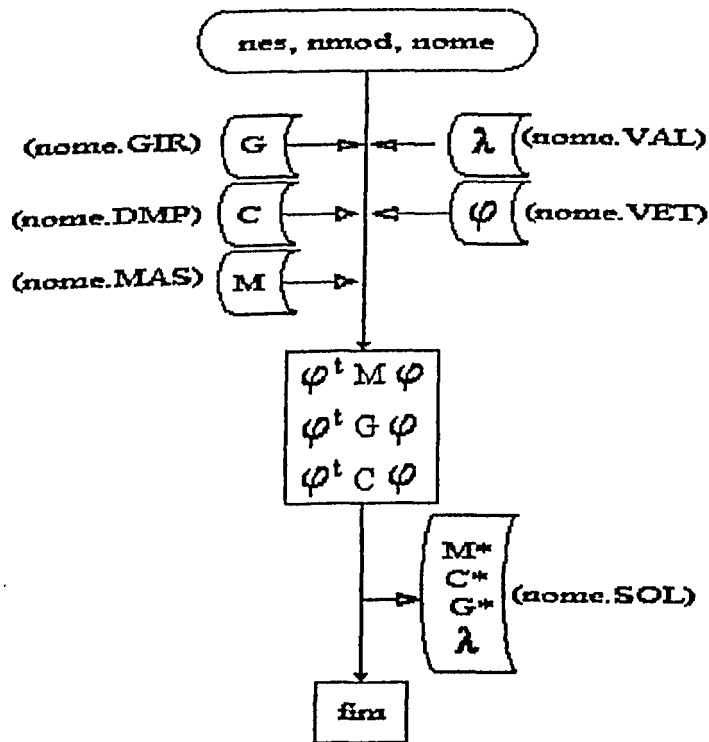 nes, nmod, nome
(nome.GIR) G λ (nome.VAL)
(nome.DMP) C φ (nome.VET)
(nome.MAS) M
φᵗ M φ
φᵗ G φ
φᵗ C φ
M*
C*
G*
λ
(nome.SOL)
fim